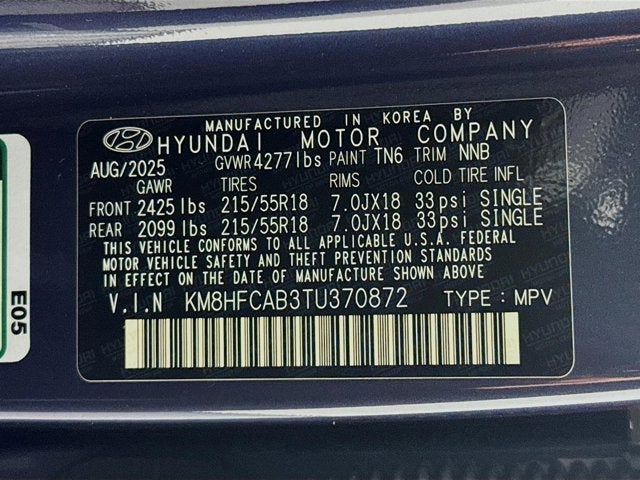 MANUFACTURED IN KOREA BY
HYUNDAI MOTOR COMPANY
AUG/2025 GVWR 4277 lbs PAINT TN6 TRIM NNB
GAWR TIRES RIMS COLD TIRE INFL
FRONT 2425 lbs 215/55R18 7.0JX18 33psi SINGLE
REAR 2099 lbs 215/55R18 7.0JX18 33psi SINGLE
THIS VEHICLE CONFORMS TO ALL APPLICABLE U.S.A. FEDERAL
MOTOR VEHICLE SAFETY AND THEFT PREVENTION STANDARDS
IN EFFECT ON THE DATE OF MANUFACTURE SHOWN ABOVE.
V.I.N KM8HFCAB3TU370872 TYPE : MPV
E05